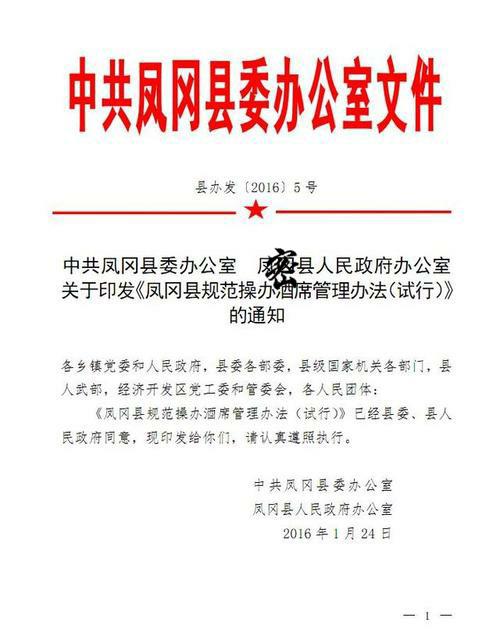 中共凤冈县委办公室文件
县办发〔2016〕5号
中共凤冈县委办公室 凤冈县人民政府办公室
密
关于印发《凤冈县规范操办酒席管理办法(试行)》
的通知
各乡镇党委和人民政府，县委各部委，县级国家机关各部门，县
人武部，经济开发区党工委和管委会，各人民团体：
《凤冈县规范操办酒席管理办法（试行）》已经县委、县人
民政府同意，现印发给你们，请认真遵照执行。
中共凤冈县委办公室
凤冈县人民政府办公室
2016年1月24日
— 1 —